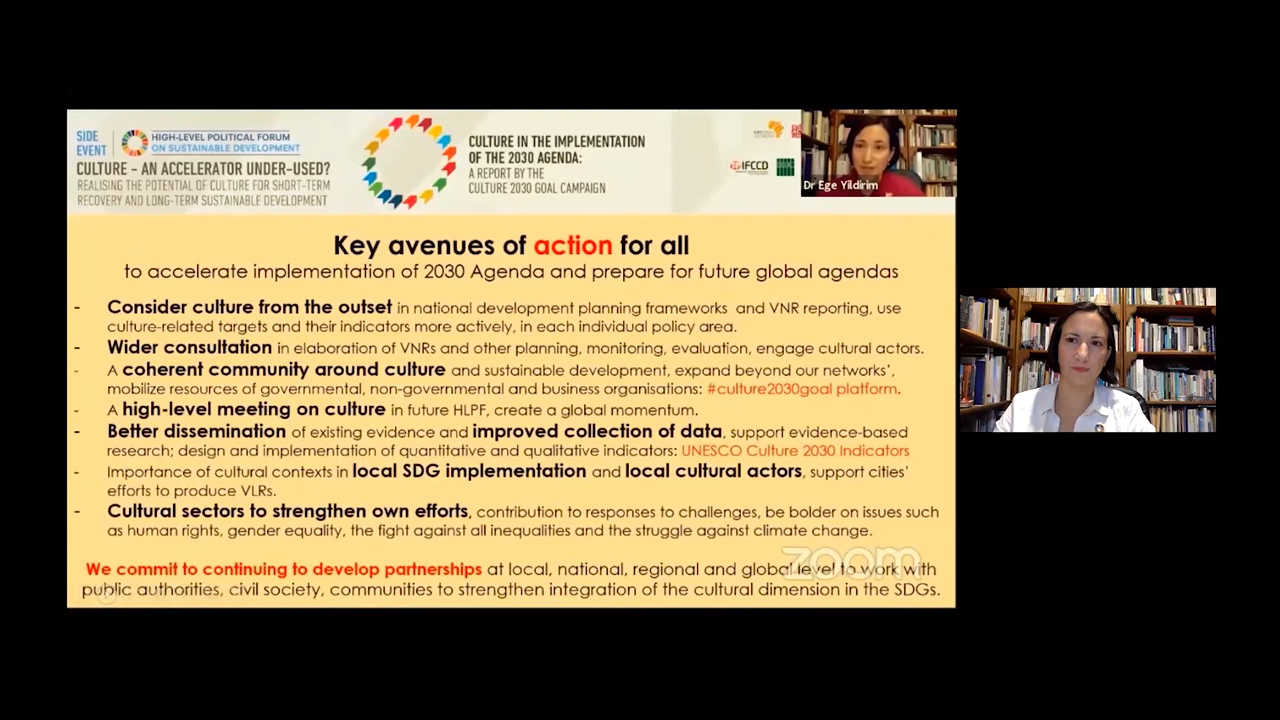 SIDE EVENT
HIGH-LEVEL POLITICAL FORUM
ON SUSTAINABLE DEVELOPMENT
CULTURE – AN ACCELERATOR UNDER-USED?
REALISING THE POTENTIAL OF CULTURE FOR SHORT-TERM
RECOVERY AND LONG-TERM SUSTAINABLE DEVELOPMENT
CULTURE IN THE IMPLEMENTATION
OF THE 2030 AGENDA:
A REPORT BY THE
CULTURE 2030 GOAL CAMPAIGN
IFCCD
Dr Ege Yildirim
Key avenues of action for all
to accelerate implementation of 2030 Agenda and prepare for future global agendas
- Consider culture from the outset in national development planning frameworks and VNR reporting, use
culture-related targets and their indicators more actively, in each individual policy area.
- Wider consultation in elaboration of VNRs and other planning, monitoring, evaluation, engage cultural actors.
- A coherent community around culture and sustainable development, expand beyond our networks’,
mobilize resources of governmental, non-governmental and business organisations: #culture2030goal platform.
- A high-level meeting on culture in future HLPF, create a global momentum.
- Better dissemination of existing evidence and improved collection of data, support evidence-based
research; design and implementation of quantitative and qualitative indicators: UNESCO Culture 2030 Indicators
- Importance of cultural contexts in local SDG implementation and local cultural actors, support cities’
efforts to produce VLRs.
- Cultural sectors to strengthen own efforts, contribution to responses to challenges, be bolder on issues such
as human rights, gender equality, the fight against all inequalities and the struggle against climate change.
We commit to continuing to develop partnerships at local, national, regional and global level to work with
public authorities, civil society, communities to strengthen integration of the cultural dimension in the SDGs.
zoom